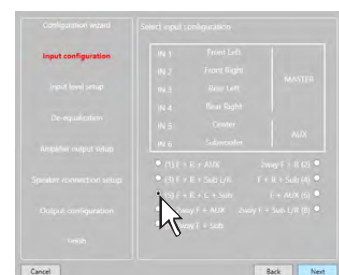 Configuration wizard
Select input configuration
Input configuration
Input level setup
De-equalization
Amplifier output setup
Speaker connection setup
Output configuration
Finish
IN 1 Front Left
IN 2 Front Right
IN 3 Rear Left
IN 4 Rear Right
MASTER
IN 5 Center
IN 6 Subwoofer
AUX
(1) F + R + AUX 2way F + R (2)
(3) F + R + Sub L/R F + R + Sub (4)
(5) F + R + C + Sub F + AUX (6)
way F + AUX 2way F + Sub L/R (8)
way F + Sub
Cancel Back Next